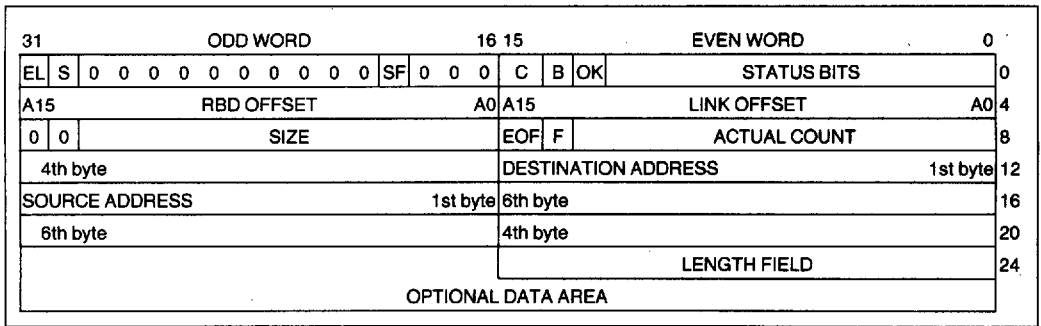 31 ODD WORD 16 15 EVEN WORD 0
EL S 0 0 0 0 0 0 0 0 0 0 SF 0 0 0 C B OK STATUS BITS 0
A15 RBD OFFSET A0 A15 LINK OFFSET A0 4
0 0 SIZE EOF F ACTUAL COUNT 8
4th byte DESTINATION ADDRESS 1st byte 12
SOURCE ADDRESS 1st byte 6th byte 16
6th byte 4th byte 20
LENGTH FIELD 24
OPTIONAL DATA AREA